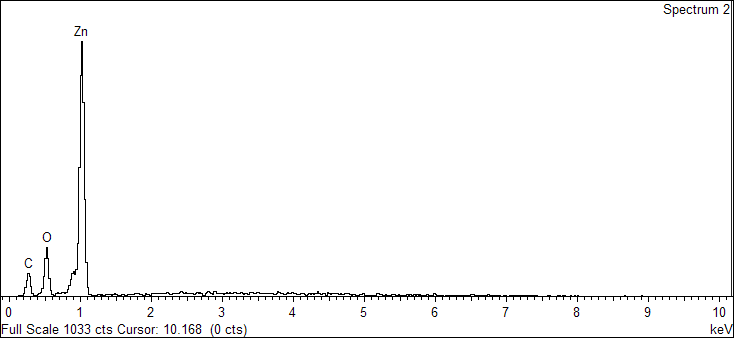 Spectrum 2
Zn
O
C
0 1 2 3 4 5 6 7 8 9 10
Full Scale 1033 cts Cursor: 10.168 (0 cts) keV